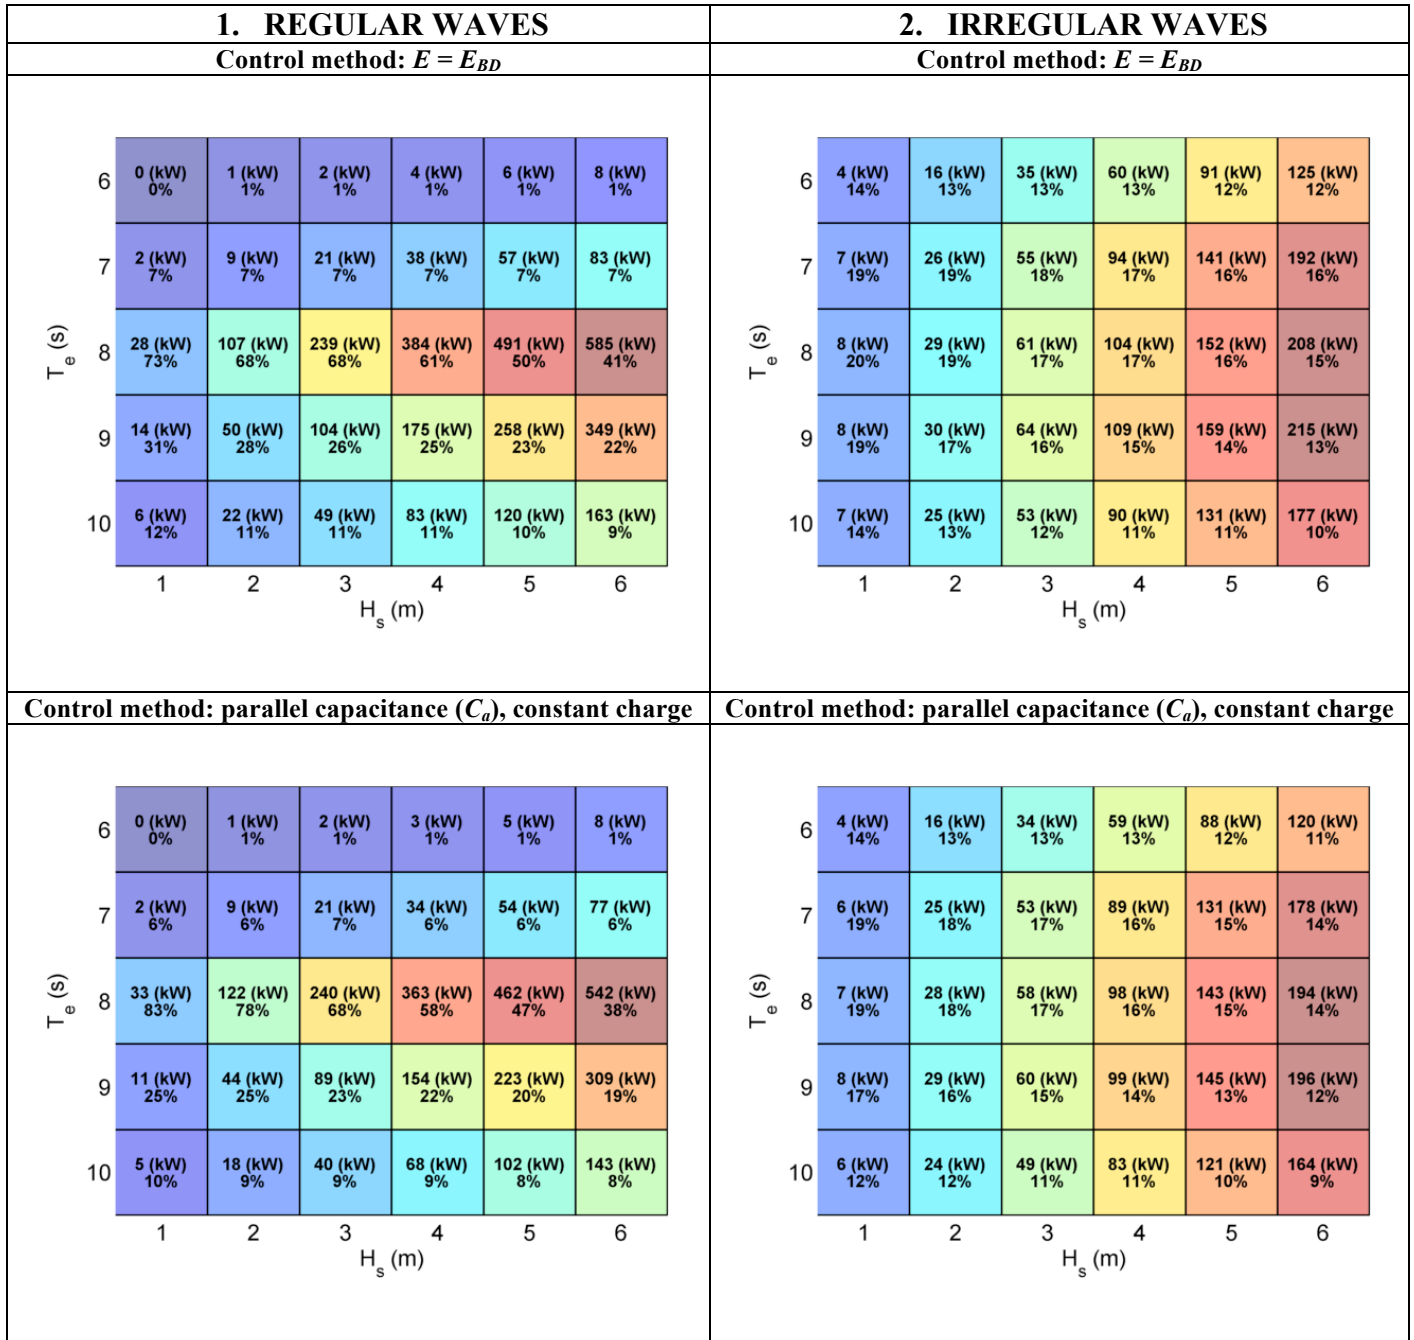 1. REGULAR WAVES
2. IRREGULAR WAVES
Control method: E = E_BD
Control method: E = E_BD
T_e (s)
6
0 (kW) 1 (kW) 2 (kW) 4 (kW) 6 (kW) 8 (kW)
0% 1% 1% 1% 1% 1%
7
2 (kW) 9 (kW) 21 (kW) 38 (kW) 57 (kW) 83 (kW)
7% 7% 7% 7% 7% 7%
8
28 (kW) 107 (kW) 239 (kW) 384 (kW) 491 (kW) 585 (kW)
73% 68% 68% 61% 50% 41%
9
14 (kW) 50 (kW) 104 (kW) 175 (kW) 258 (kW) 349 (kW)
31% 28% 26% 25% 23% 22%
10
6 (kW) 22 (kW) 49 (kW) 83 (kW) 120 (kW) 163 (kW)
12% 11% 11% 11% 10% 9%
1 2 3 4 5 6
H_s (m)
T_e (s)
6
4 (kW) 16 (kW) 35 (kW) 60 (kW) 91 (kW) 125 (kW)
14% 13% 13% 13% 12% 12%
7
7 (kW) 26 (kW) 55 (kW) 94 (kW) 141 (kW) 192 (kW)
19% 19% 18% 17% 16% 16%
8
8 (kW) 29 (kW) 61 (kW) 104 (kW) 152 (kW) 208 (kW)
20% 19% 17% 17% 16% 15%
9
8 (kW) 30 (kW) 64 (kW) 109 (kW) 159 (kW) 215 (kW)
19% 17% 16% 15% 14% 13%
10
7 (kW) 25 (kW) 53 (kW) 90 (kW) 131 (kW) 177 (kW)
14% 13% 12% 11% 11% 10%
1 2 3 4 5 6
H_s (m)
Control method: parallel capacitance (C_a), constant charge
Control method: parallel capacitance (C_a), constant charge
T_e (s)
6
0 (kW) 1 (kW) 2 (kW) 3 (kW) 5 (kW) 8 (kW)
0% 1% 1% 1% 1% 1%
7
2 (kW) 9 (kW) 21 (kW) 34 (kW) 54 (kW) 77 (kW)
6% 6% 7% 6% 6% 6%
8
33 (kW) 122 (kW) 240 (kW) 363 (kW) 462 (kW) 542 (kW)
83% 78% 68% 58% 47% 38%
9
11 (kW) 44 (kW) 89 (kW) 154 (kW) 223 (kW) 309 (kW)
25% 25% 23% 22% 20% 19%
10
5 (kW) 18 (kW) 40 (kW) 68 (kW) 102 (kW) 143 (kW)
10% 9% 9% 9% 8% 8%
1 2 3 4 5 6
H_s (m)
T_e (s)
6
4 (kW) 16 (kW) 34 (kW) 59 (kW) 88 (kW) 120 (kW)
14% 13% 13% 13% 12% 11%
7
6 (kW) 25 (kW) 53 (kW) 89 (kW) 131 (kW) 178 (kW)
19% 18% 17% 16% 15% 14%
8
7 (kW) 28 (kW) 58 (kW) 98 (kW) 143 (kW) 194 (kW)
19% 18% 17% 16% 15% 14%
9
8 (kW) 29 (kW) 60 (kW) 99 (kW) 145 (kW) 196 (kW)
17% 16% 15% 14% 13% 12%
10
6 (kW) 24 (kW) 49 (kW) 83 (kW) 121 (kW) 164 (kW)
12% 12% 11% 11% 10% 9%
1 2 3 4 5 6
H_s (m)